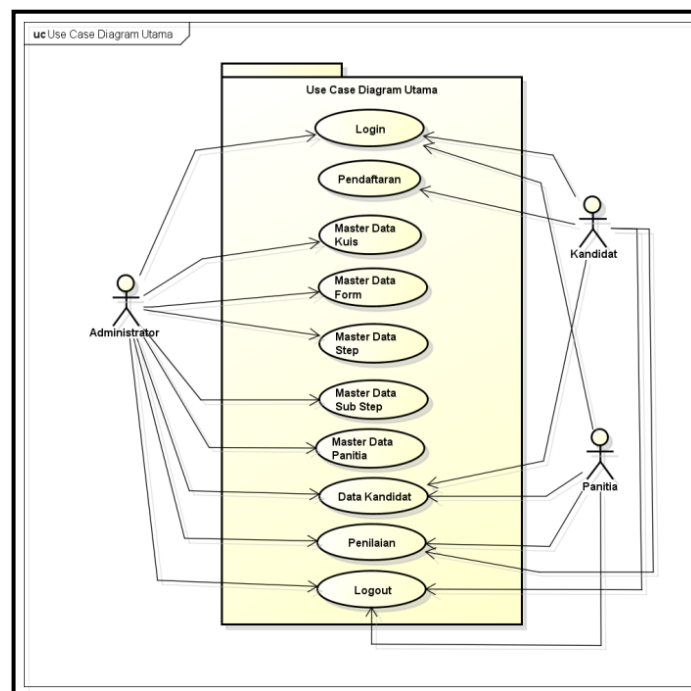 uc Use Case Diagram Utama
Use Case Diagram Utama
Login
Pendaftaran
Master Data
Kuis
Kandidat
Master Data
Form
Administrator
Master Data
Step
Master Data
Sub Step
Master Data
Panitia
Panitia
Data Kandidat
Penilaian
Logout